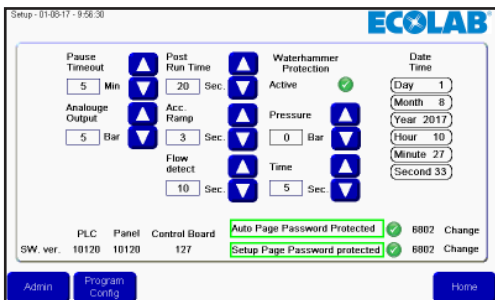 Setup - 01-08-17 - 9:56:30
ECOLAB
Pause Timeout
5 Min
Post Run Time
20 Sec.
Waterhammer Protection
Active
Date Time
Day 1
Month 8
Year 2017
Hour 10
Minute 27
Second 33
Analouge Output
5 Bar
Acc. Ramp
3 Sec.
Pressure
0 Bar
Flow detect
10 Sec.
Time
5 Sec.
PLC Panel Control Board
SW. ver. 10120 10120 127
Auto Page Password Protected 6802 Change
Setup Page Password protected 6802 Change
Admin
Program Config
Home